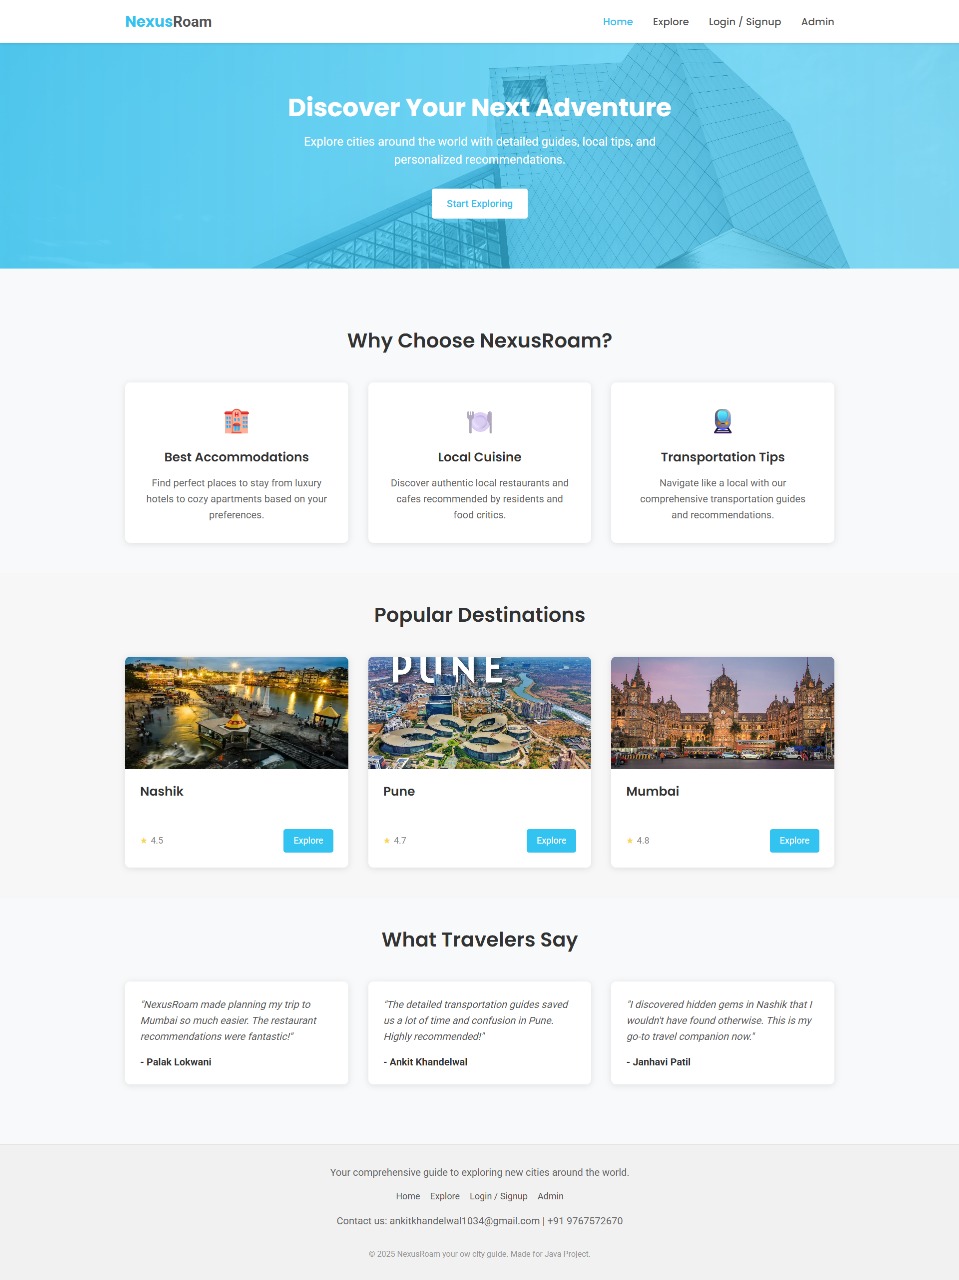 NexusRoam
Home Explore Login / Signup Admin
Discover Your Next Adventure
Explore cities around the world with detailed guides, local tips, and
personalized recommendations.
Start Exploring
Why Choose NexusRoam?
Best Accommodations
Find perfect places to stay from luxury
hotels to cozy apartments based on your
preferences.
Local Cuisine
Discover authentic local restaurants and
cafes recommended by residents and
food critics.
Transportation Tips
Navigate like a local with our
comprehensive transportation guides
and recommendations.
Popular Destinations
Nashik
★ 4.5 Explore
PUNE
Pune
★ 4.7 Explore
Mumbai
★ 4.8 Explore
What Travelers Say
"NexusRoam made planning my trip to
Mumbai so much easier. The restaurant
recommendations were fantastic!"
- Palak Lokwani
"The detailed transportation guides saved
us a lot of time and confusion in Pune.
Highly recommended!"
- Ankit Khandelwal
"I discovered hidden gems in Nashik that I
wouldn't have found otherwise. This is my
go-to travel companion now."
- Janhavi Patil
Your comprehensive guide to exploring new cities around the world.
Home Explore Login / Signup Admin
Contact us: ankitkhandelwal1034@gmail.com | +91 9767572670
© 2025 NexusRoam your ow city guide. Made for Java Project.